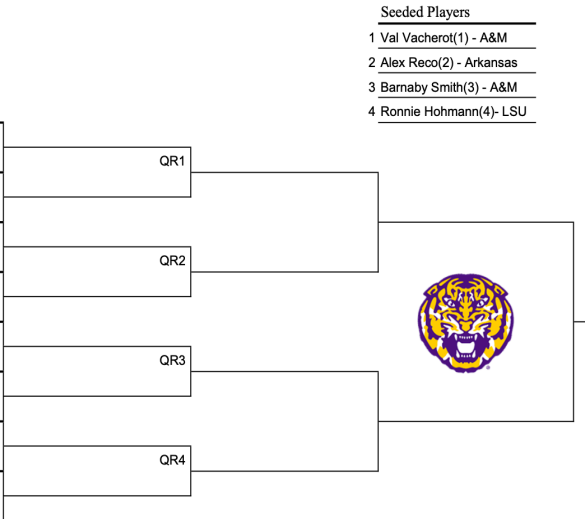 Seeded Players
1 Val Vacherot(1) - A&M
2 Alex Reco(2) - Arkansas
3 Barnaby Smith(3) - A&M
4 Ronnie Hohmann(4)- LSU
QR1
QR2
QR3
QR4